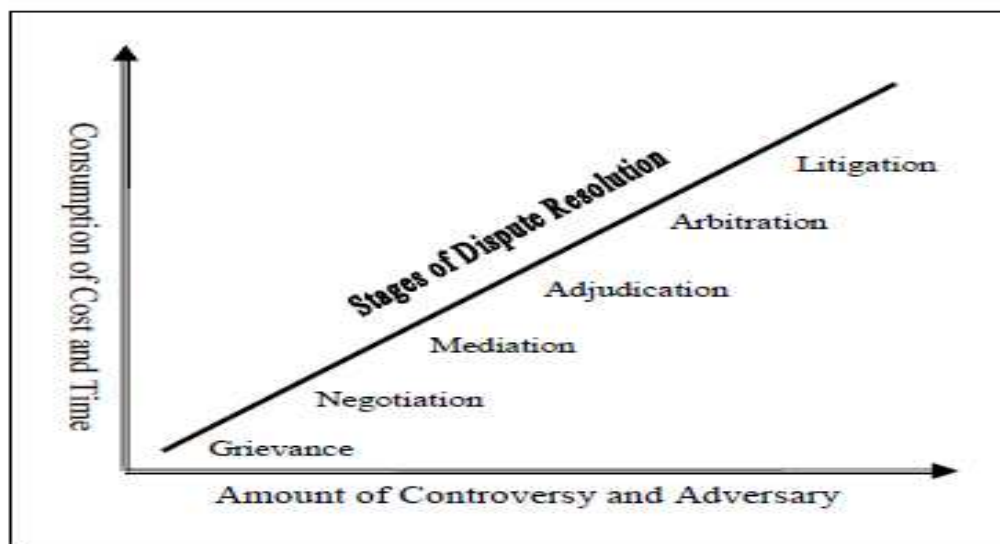 Consumption of Cost and Time
Stages of Dispute Resolution
Litigation
Arbitration
Adjudication
Mediation
Negotiation
Grievance
Amount of Controversy and Adversary